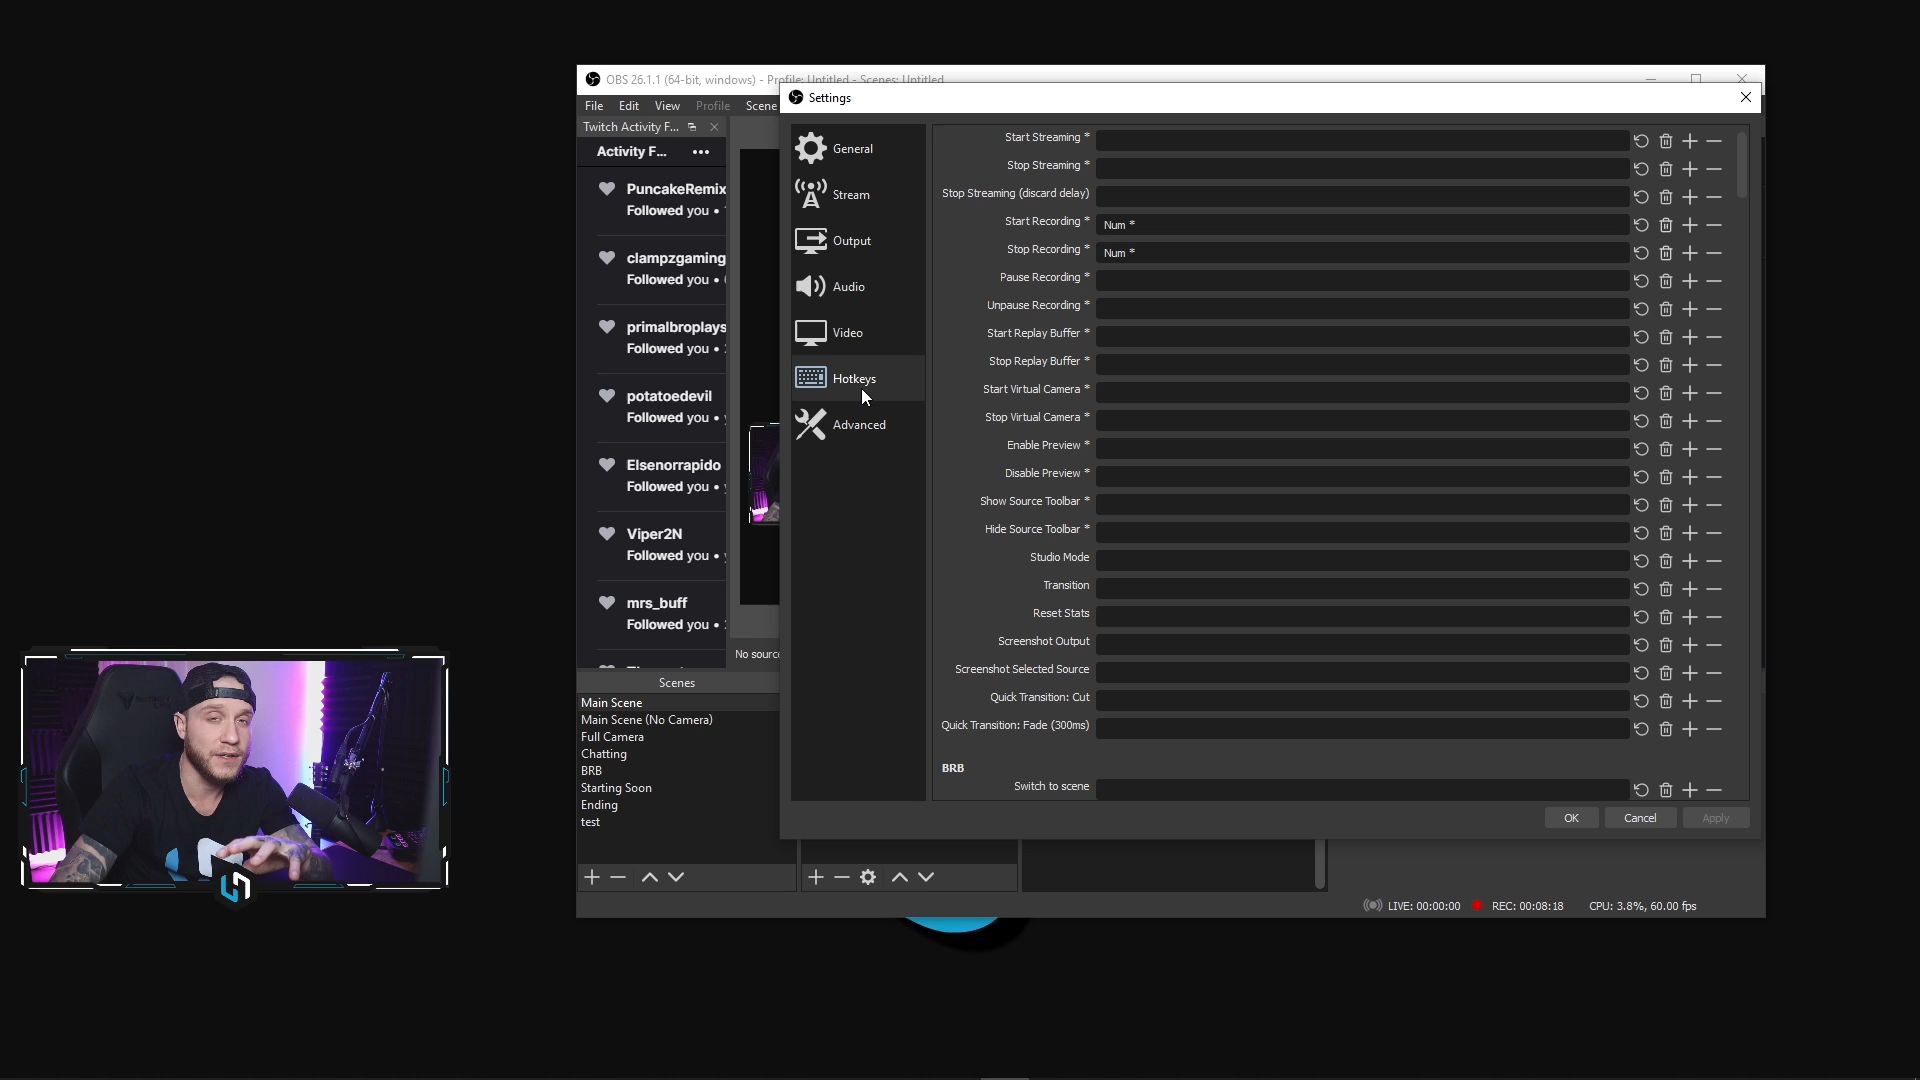 OBS 26.1.1 (64-bit, windows) - Profile: Untitled - Scenes: Untitled
File Edit View Profile Scene
Twitch Activity F...
Activity F...
PuncakeRemix
Followed you •
clampzgaming
Followed you •
primalbroplays
Followed you •
potatoedevil
Followed you •
Elsenorrapido
Followed you •
Viper2N
Followed you •
mrs_buff
Followed you •
No source
Scenes
Main Scene
Main Scene (No Camera)
Full Camera
Chatting
BRB
Starting Soon
Ending
test
Settings
General
Stream
Output
Audio
Video
Hotkeys
Advanced
Start Streaming *
Stop Streaming *
Stop Streaming (discard delay)
Start Recording * Num *
Stop Recording * Num *
Pause Recording *
Unpause Recording *
Start Replay Buffer *
Stop Replay Buffer *
Start Virtual Camera *
Stop Virtual Camera *
Enable Preview *
Disable Preview *
Show Source Toolbar *
Hide Source Toolbar *
Studio Mode
Transition
Reset Stats
Screenshot Output
Screenshot Selected Source
Quick Transition: Cut
Quick Transition: Fade (300ms)
BRB
Switch to scene
OK Cancel Apply
LIVE: 00:00:00 REC: 00:08:18 CPU: 3.8%, 60.00 fps